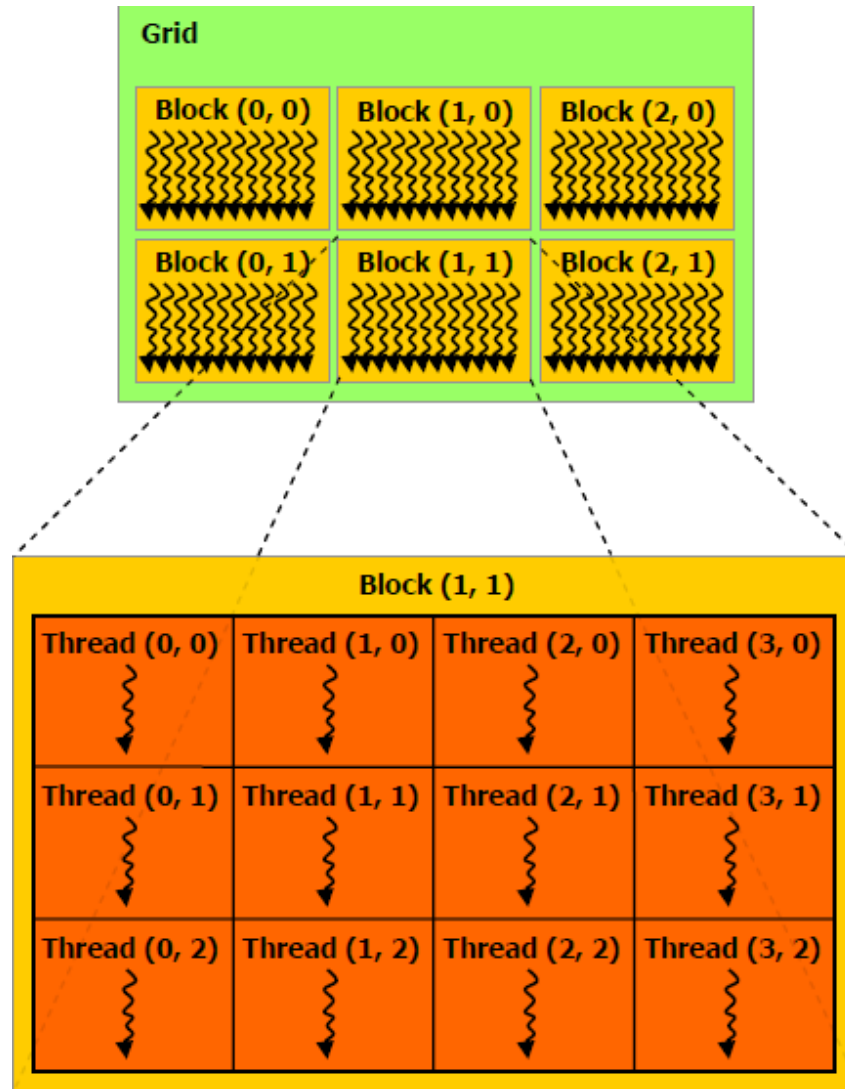 Grid
Block (0, 0) Block (1, 0) Block (2, 0)
Block (0, 1) Block (1, 1) Block (2, 1)
Block (1, 1)
Thread (0, 0) Thread (1, 0) Thread (2, 0) Thread (3, 0)
Thread (0, 1) Thread (1, 1) Thread (2, 1) Thread (3, 1)
Thread (0, 2) Thread (1, 2) Thread (2, 2) Thread (3, 2)